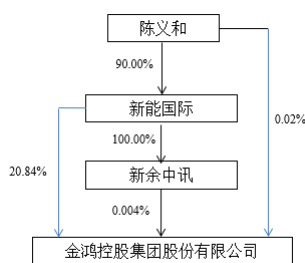 陈义和
90.00%
新能国际
0.02%
100.00%
20.84%
新余中讯
0.004%
金鸿控股集团股份有限公司